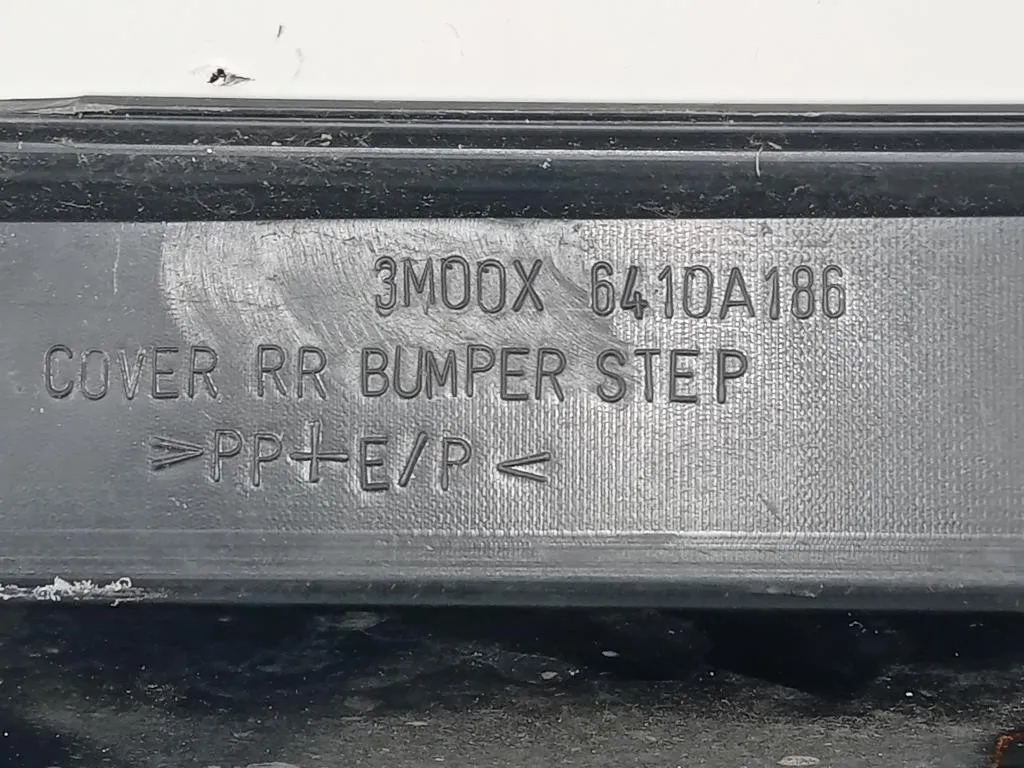 3M00X 6410A186
COVER RR BUMPER STEP
>PP+E/P<